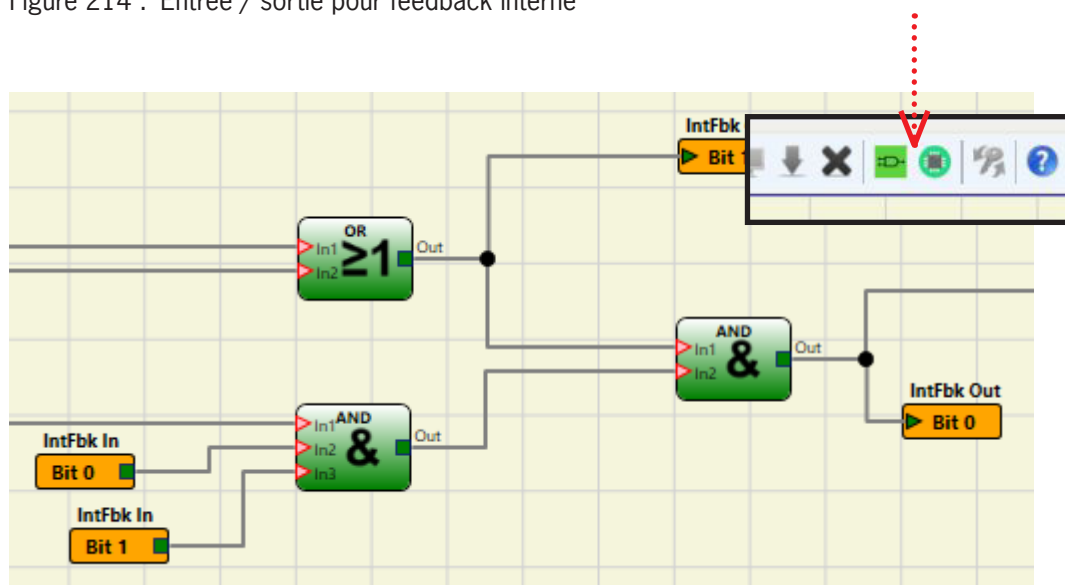 Figure 214 : Entrée / sortie pour feedback interne
IntFbk
Bit
OR
In1
In2
≥1
Out
AND
In1
In2
&
Out
IntFbk Out
Bit 0
AND
In1
In2
In3
&
Out
IntFbk In
Bit 0
IntFbk In
Bit 1